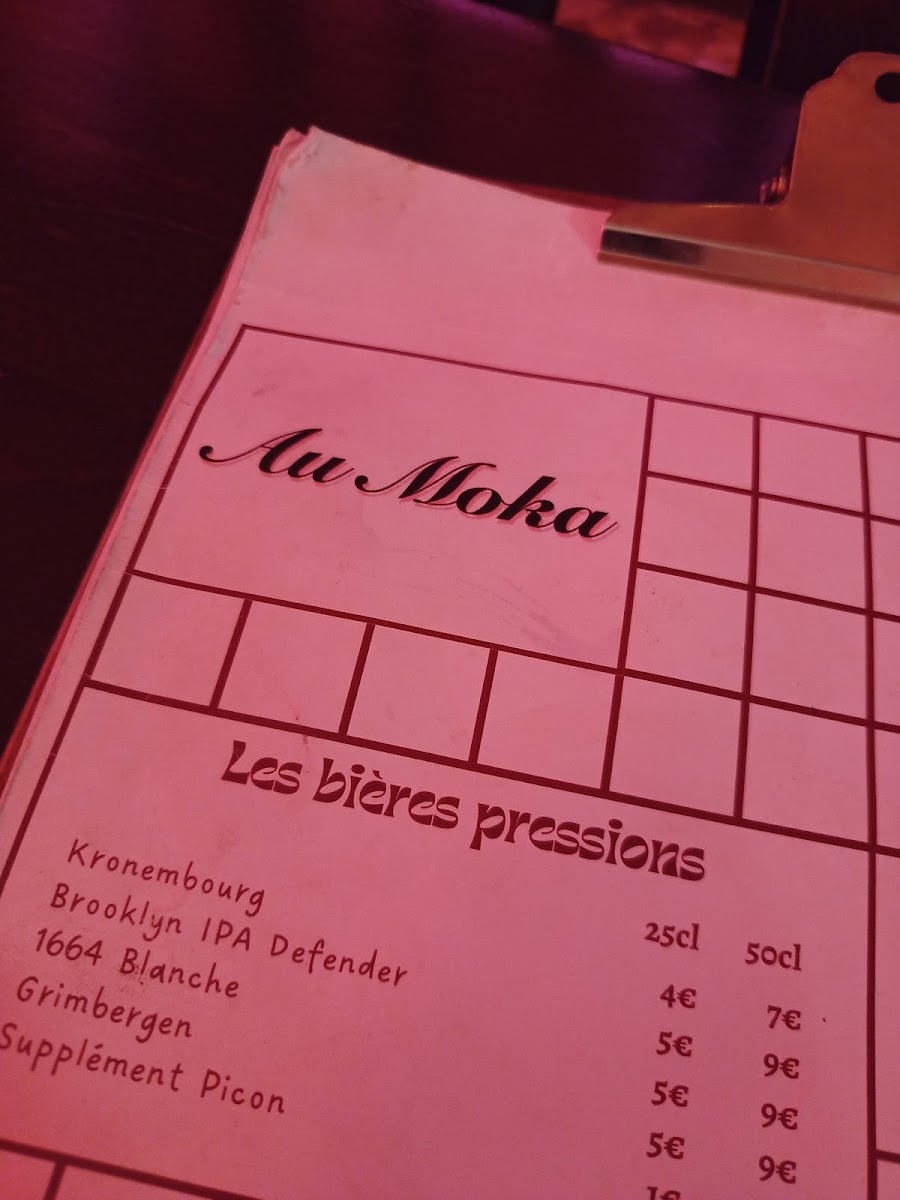 Au Moka
Les bières pressions
25cl 50cl
Kronembourg 4€ 7€
Brooklyn IPA Defender 5€ 9€
1664 Blanche 5€ 9€
Grimbergen 5€ 9€
Supplément Picon 1€